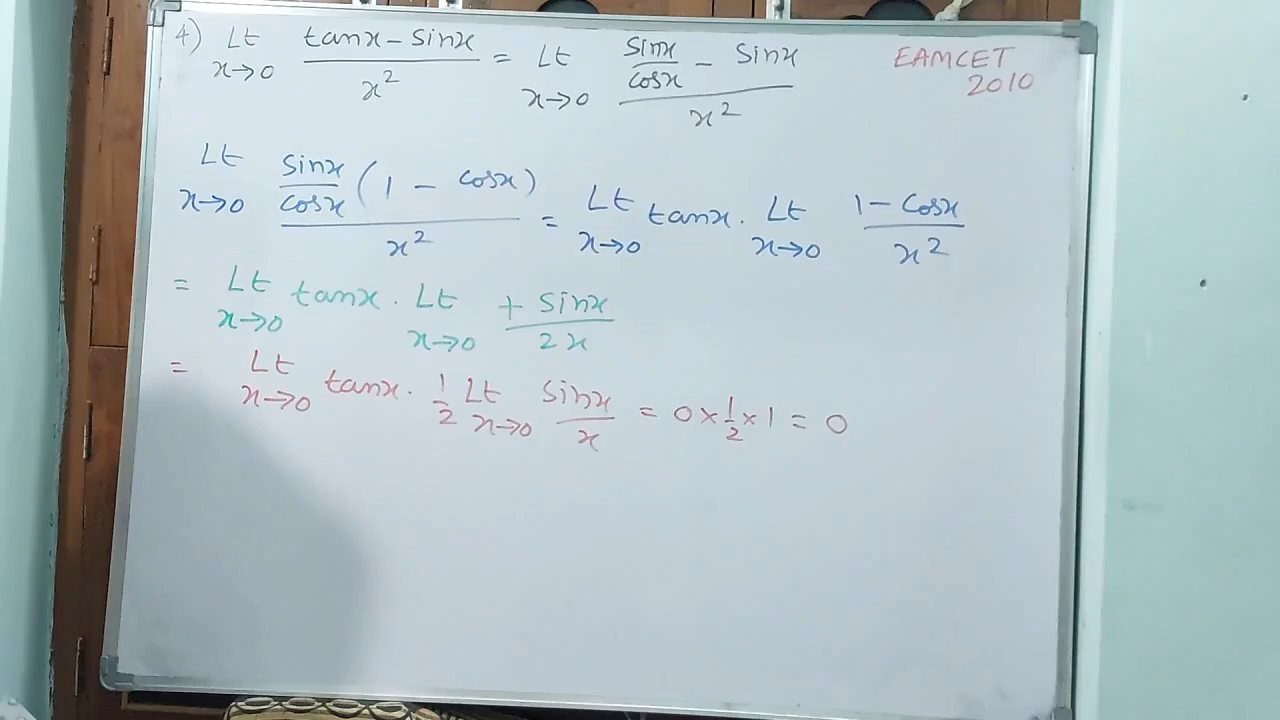 4) Lt x→0 (tanx - sinx)/x² = Lt x→0 (sinx/cosx - sinx)/x²
EAMCET 2010
Lt x→0 (sinx/cosx (1 - cosx))/x² = Lt x→0 tanx . Lt x→0 (1 - cosx)/x²
= Lt x→0 tanx . Lt x→0 (+ sinx)/2x
= Lt x→0 tanx . 1/2 Lt x→0 sinx/x = 0 × 1/2 × 1 = 0